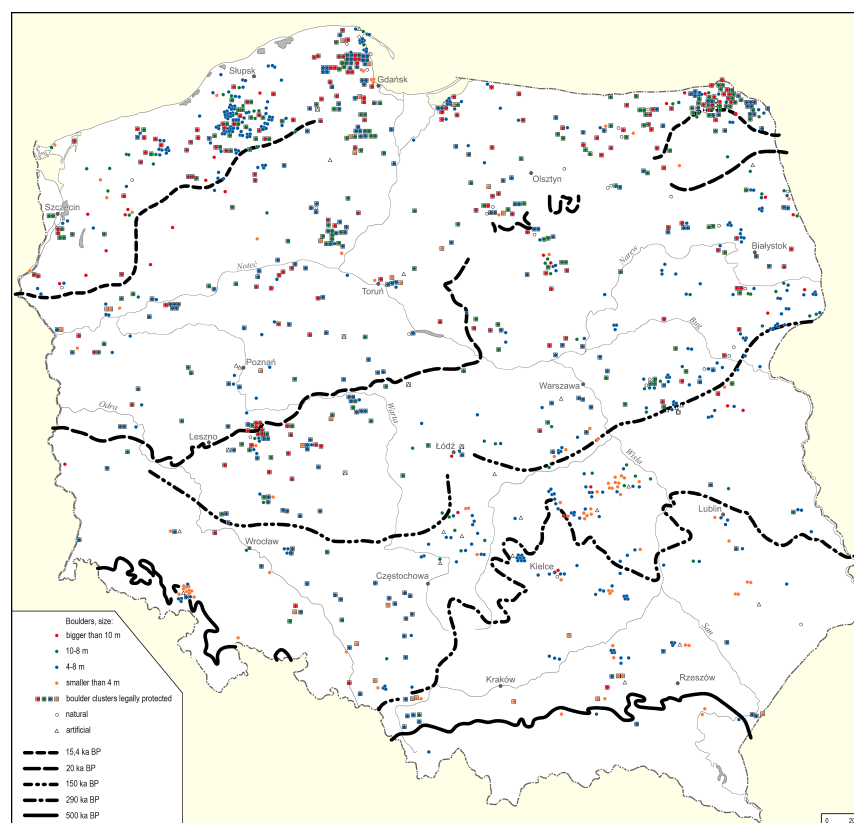 Słupsk
Gdańsk
Olsztyn
Szczecin
Białystok
Narew
Noteć
Toruń
Bug
Poznań
Warszawa
Odra
Warta
Leszno
Łódź
Wisła
Lublin
Wrocław
Kielce
Częstochowa
San
Kraków
Rzeszów
Boulders, size:
bigger than 10 m
10-8 m
4-8 m
smaller than 4 m
boulder clusters legally protected
natural
artificial
15,4 ka BP
20 ka BP
150 ka BP
290 ka BP
500 ka BP
0